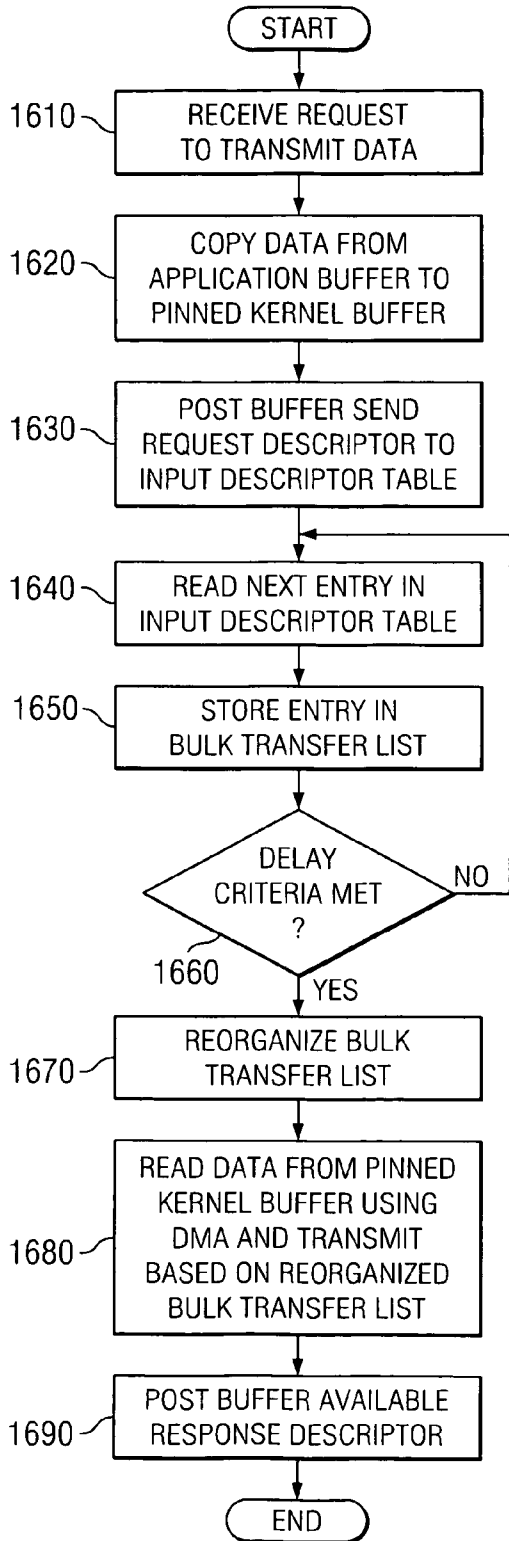 START
1610
RECEIVE REQUEST
TO TRANSMIT DATA
1620
COPY DATA FROM
APPLICATION BUFFER TO
PINNED KERNEL BUFFER
1630
POST BUFFER SEND
REQUEST DESCRIPTOR TO
INPUT DESCRIPTOR TABLE
1640
READ NEXT ENTRY IN
INPUT DESCRIPTOR TABLE
1650
STORE ENTRY IN
BULK TRANSFER LIST
DELAY
CRITERIA MET
?
NO
1660
YES
1670
REORGANIZE BULK
TRANSFER LIST
1680
READ DATA FROM PINNED
KERNEL BUFFER USING
DMA AND TRANSMIT
BASED ON REORGANIZED
BULK TRANSFER LIST
1690
POST BUFFER AVAILABLE
RESPONSE DESCRIPTOR
END